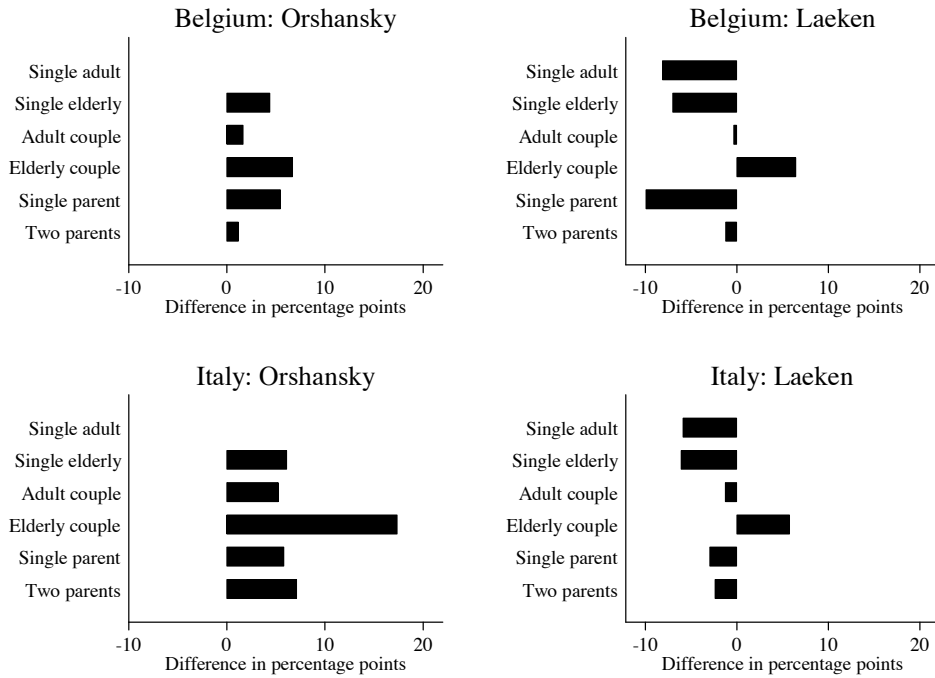 Belgium: Orshansky
Single adult
Single elderly
Adult couple
Elderly couple
Single parent
Two parents
-10 0 10 20
Difference in percentage points
Belgium: Laeken
Single adult
Single elderly
Adult couple
Elderly couple
Single parent
Two parents
-10 0 10 20
Difference in percentage points
Italy: Orshansky
Single adult
Single elderly
Adult couple
Elderly couple
Single parent
Two parents
-10 0 10 20
Difference in percentage points
Italy: Laeken
Single adult
Single elderly
Adult couple
Elderly couple
Single parent
Two parents
-10 0 10 20
Difference in percentage points